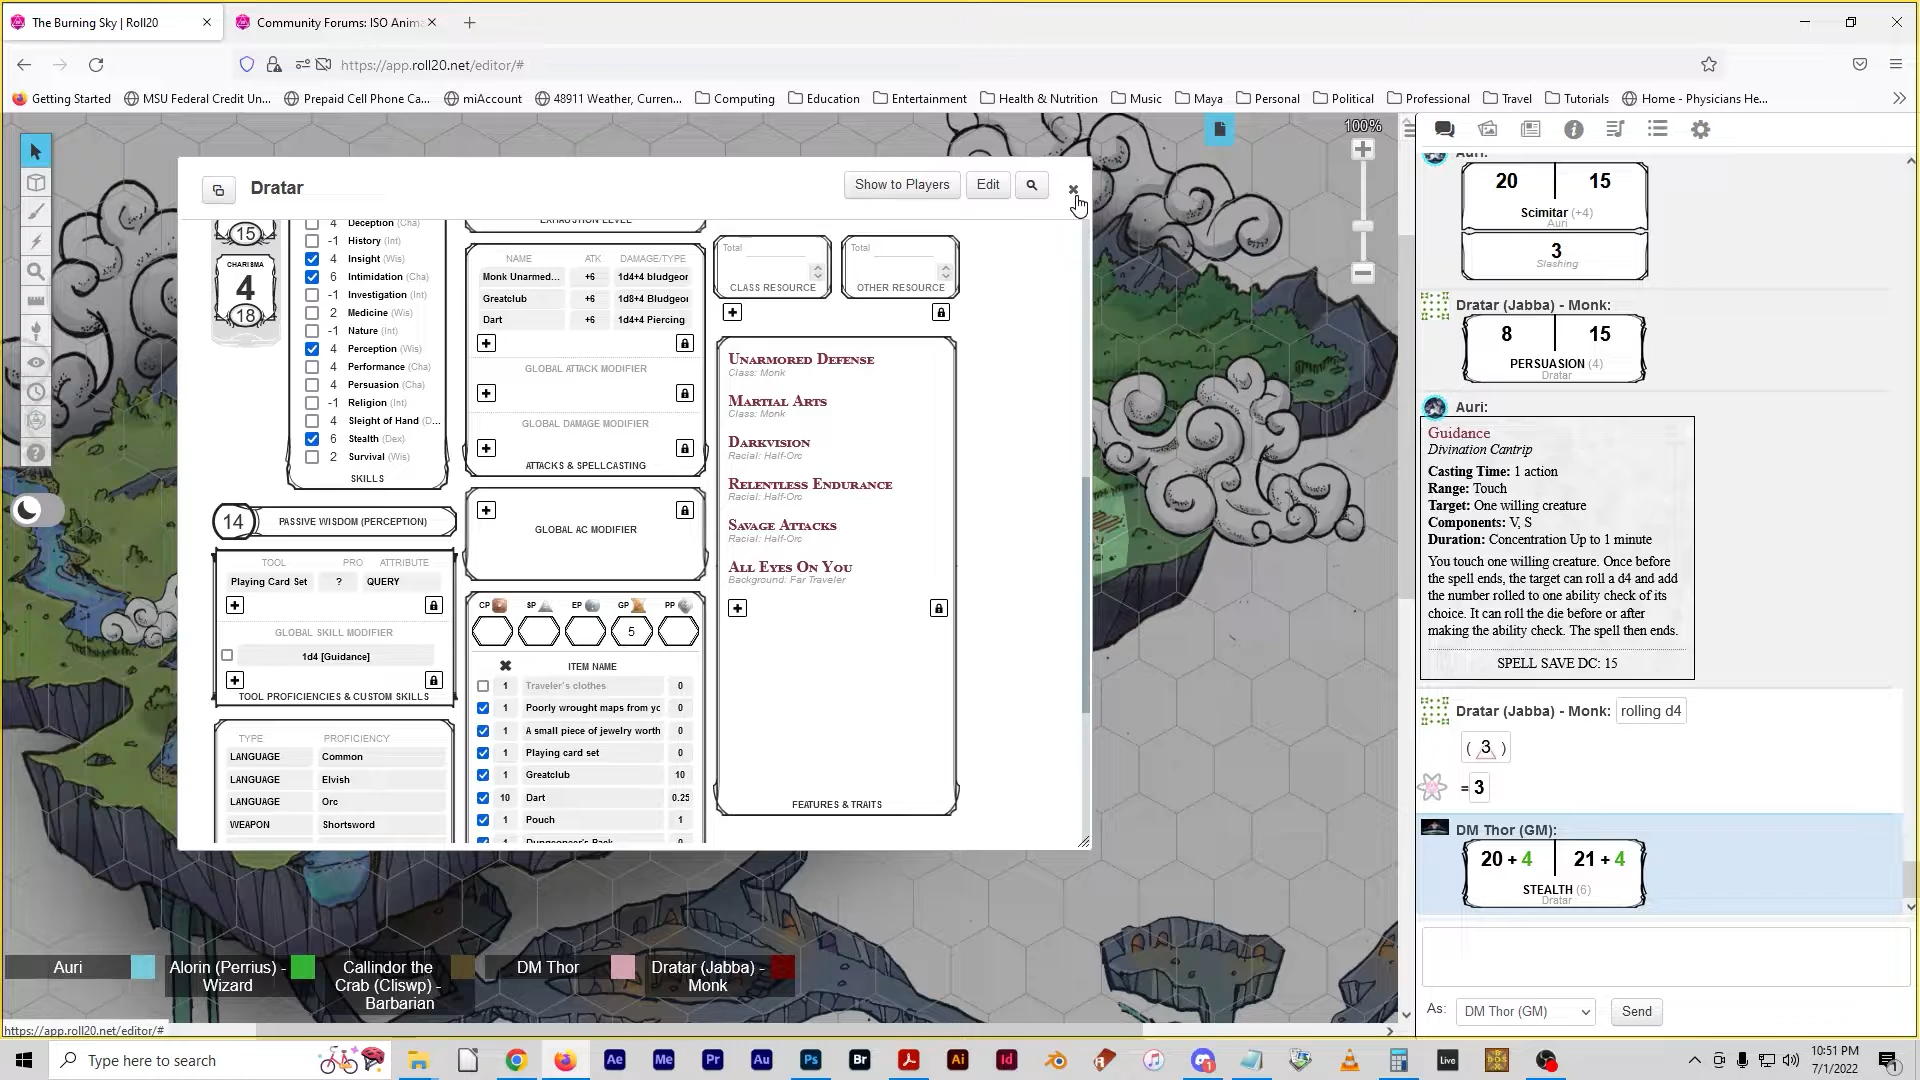 The Burning Sky | Roll20
Community Forums: ISO Anima
https://app.roll20.net/editor/#
Getting Started
MSU Federal Credit Un...
Prepaid Cell Phone Ca...
miAccount
48911 Weather, Curren...
Computing
Education
Entertainment
Health & Nutrition
Music
Maya
Personal
Political
Professional
Travel
Tutorials
Home - Physicians He...
100%
Dratar
Show to Players
Edit
15
CHARISMA
4
18
4 Deception (Cha)
-1 History (Int)
4 Insight (Wis)
6 Intimidation (Cha)
-1 Investigation (Int)
2 Medicine (Wis)
-1 Nature (Int)
4 Perception (Wis)
4 Performance (Cha)
4 Persuasion (Cha)
-1 Religion (Int)
4 Sleight of Hand (D...
6 Stealth (Dex)
2 Survival (Wis)
SKILLS
14 PASSIVE WISDOM (PERCEPTION)
TOOL PRO ATTRIBUTE
Playing Card Set ? QUERY
GLOBAL SKILL MODIFIER
1d4 [Guidance]
TOOL PROFICIENCIES & CUSTOM SKILLS
TYPE PROFICIENCY
LANGUAGE Common
LANGUAGE Elvish
LANGUAGE Orc
WEAPON Shortsword
EXHAUSTION LEVEL
NAME ATK DAMAGE/TYPE
Monk Unarmed... +6 1d4+4 bludgeor
Greatclub +6 1d8+4 Bludgeor
Dart +6 1d4+4 Piercing
GLOBAL ATTACK MODIFIER
GLOBAL DAMAGE MODIFIER
ATTACKS & SPELLCASTING
GLOBAL AC MODIFIER
CP SP EP GP PP
5
ITEM NAME
1 Traveler's clothes 0
1 Poorly wrought maps from yc 0
1 A small piece of jewelry worth 0
1 Playing card set 0
1 Greatclub 10
10 Dart 0.25
1 Pouch 1
1 Dungeoneer's Pack 0
Total
CLASS RESOURCE
Total
OTHER RESOURCE
UNARMORED DEFENSE
Class: Monk
MARTIAL ARTS
Class: Monk
DARKVISION
Racial: Half-Orc
RELENTLESS ENDURANCE
Racial: Half-Orc
SAVAGE ATTACKS
Racial: Half-Orc
ALL EYES ON YOU
Background: Far Traveler
FEATURES & TRAITS
Auri:
20 15
Scimitar (+4)
Auri
3
Slashing
Dratar (Jabba) - Monk:
8 15
PERSUASION (4)
Dratar
Auri:
Guidance
Divination Cantrip
Casting Time: 1 action
Range: Touch
Target: One willing creature
Components: V, S
Duration: Concentration Up to 1 minute
You touch one willing creature. Once before
the spell ends, the target can roll a d4 and add
the number rolled to one ability check of its
choice. It can roll the die before or after
making the ability check. The spell then ends.
SPELL SAVE DC: 15
Dratar (Jabba) - Monk: rolling d4
( 3 )
= 3
DM Thor (GM):
20 + 4 21 + 4
STEALTH (6)
Dratar
As: DM Thor (GM)
Send
Auri
Alorin (Perrius) -
Wizard
Callindor the
Crab (Cliswp) -
Barbarian
DM Thor
Dratar (Jabba) -
Monk
https://app.roll20.net/editor/#
Type here to search
Ae
Me
Pr
Au
Ps
Br
Ai
Id
Live
10:51 PM
7/1/2022
1